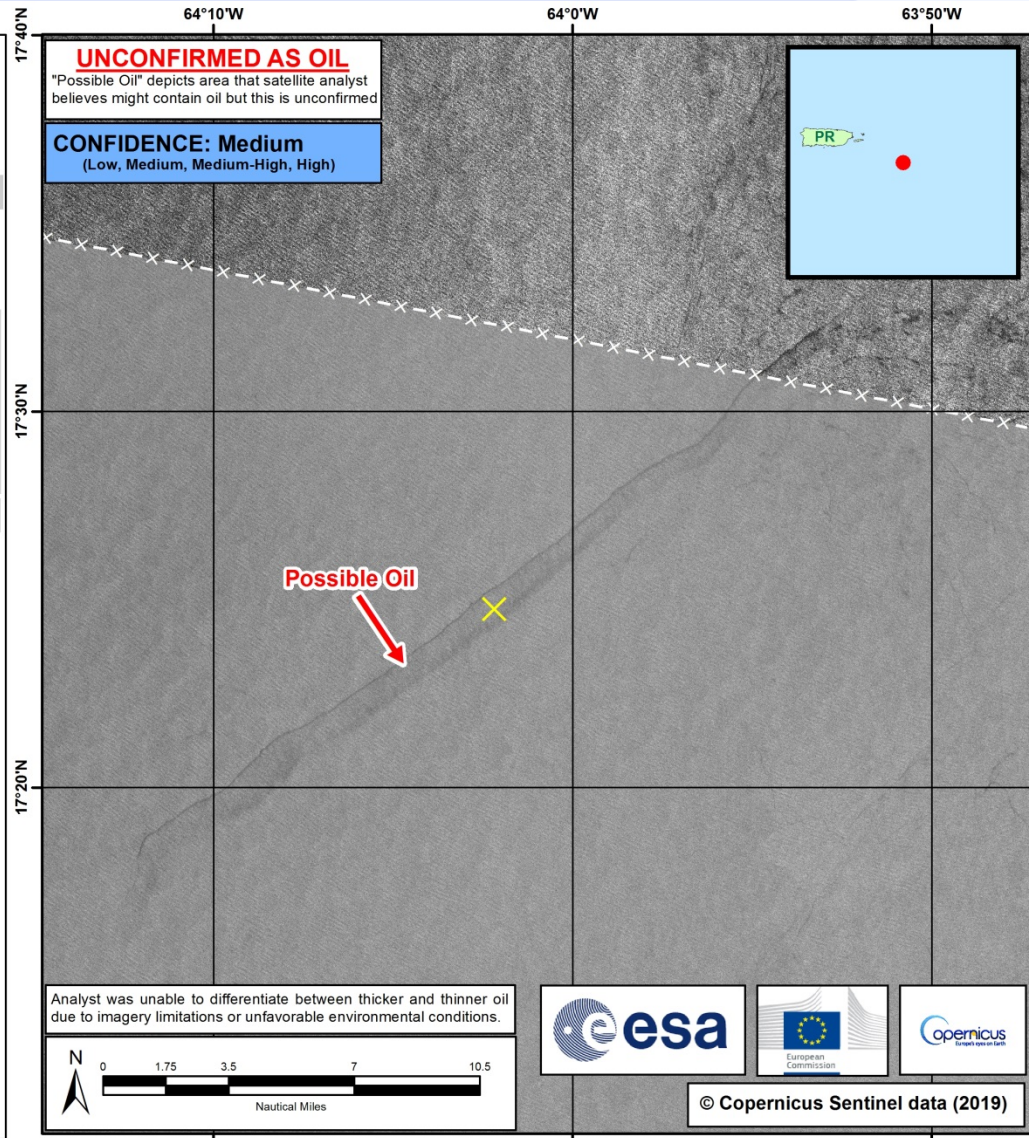 64°10'W
64°0'W
63°50'W
17°40'N
UNCONFIRMED AS OIL
"Possible Oil" depicts area that satellite analyst
believes might contain oil but this is unconfirmed
CONFIDENCE: Medium
(Low, Medium, Medium-High, High)
PR
17°30'N
Possible Oil
17°20'N
Analyst was unable to differentiate between thicker and thinner oil
due to imagery limitations or unfavorable environmental conditions.
N
0 1.75 3.5 7 10.5
Nautical Miles
esa
European
Commission
opernicus
Europe's eyes on Earth
© Copernicus Sentinel data (2019)